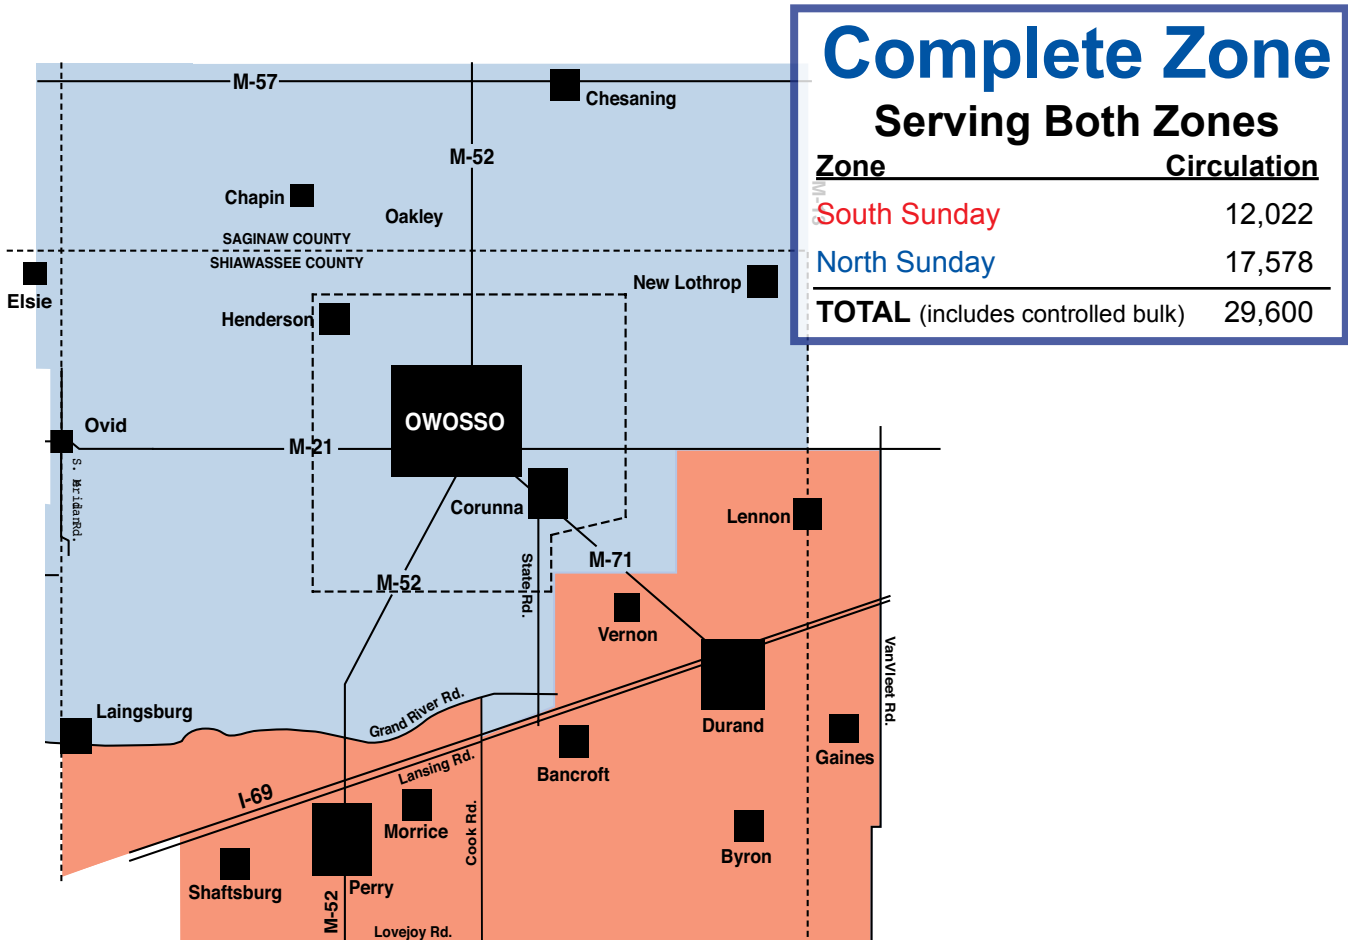 Complete Zone
Serving Both Zones
Zone Circulation
South Sunday 12,022
North Sunday 17,578
TOTAL (includes controlled bulk) 29,600
M-57
Chesaning
M-52
Chapin
Oakley
SAGINAW COUNTY
SHIAWASSEE COUNTY
Elsie
New Lothrop
Henderson
OWOSSO
Ovid
M-21
Corunna
Lennon
M-71
M-52
State Rd.
Vernon
VanVleet Rd.
Laingsburg
Grand River Rd.
Durand
Gaines
Lansing Rd.
Bancroft
I-69
Morrice
Cook Rd.
Byron
Shaftsburg
Perry
M-52
Lovejoy Rd.